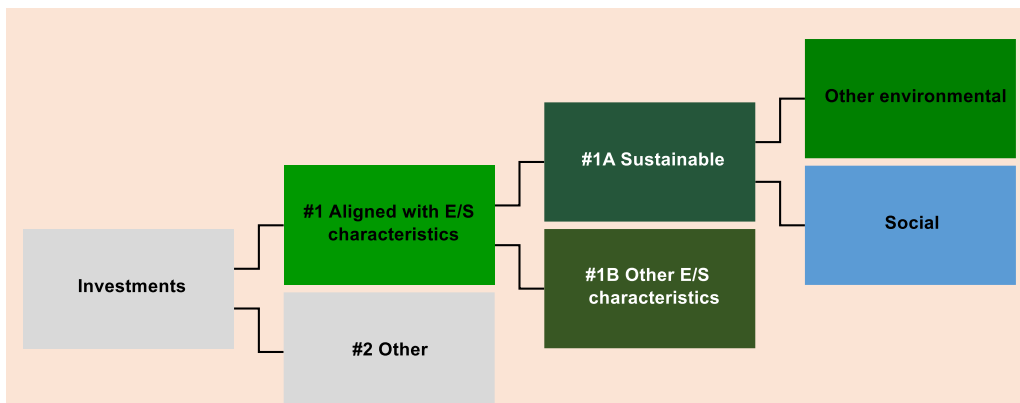 Other environmental
#1A Sustainable
#1 Aligned with E/S
characteristics
Social
#1B Other E/S
characteristics
Investments
#2 Other